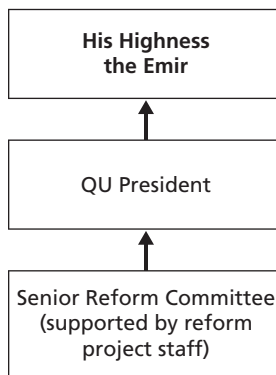 His Highness
the Emir
QU President
Senior Reform Committee
(supported by reform
project staff)